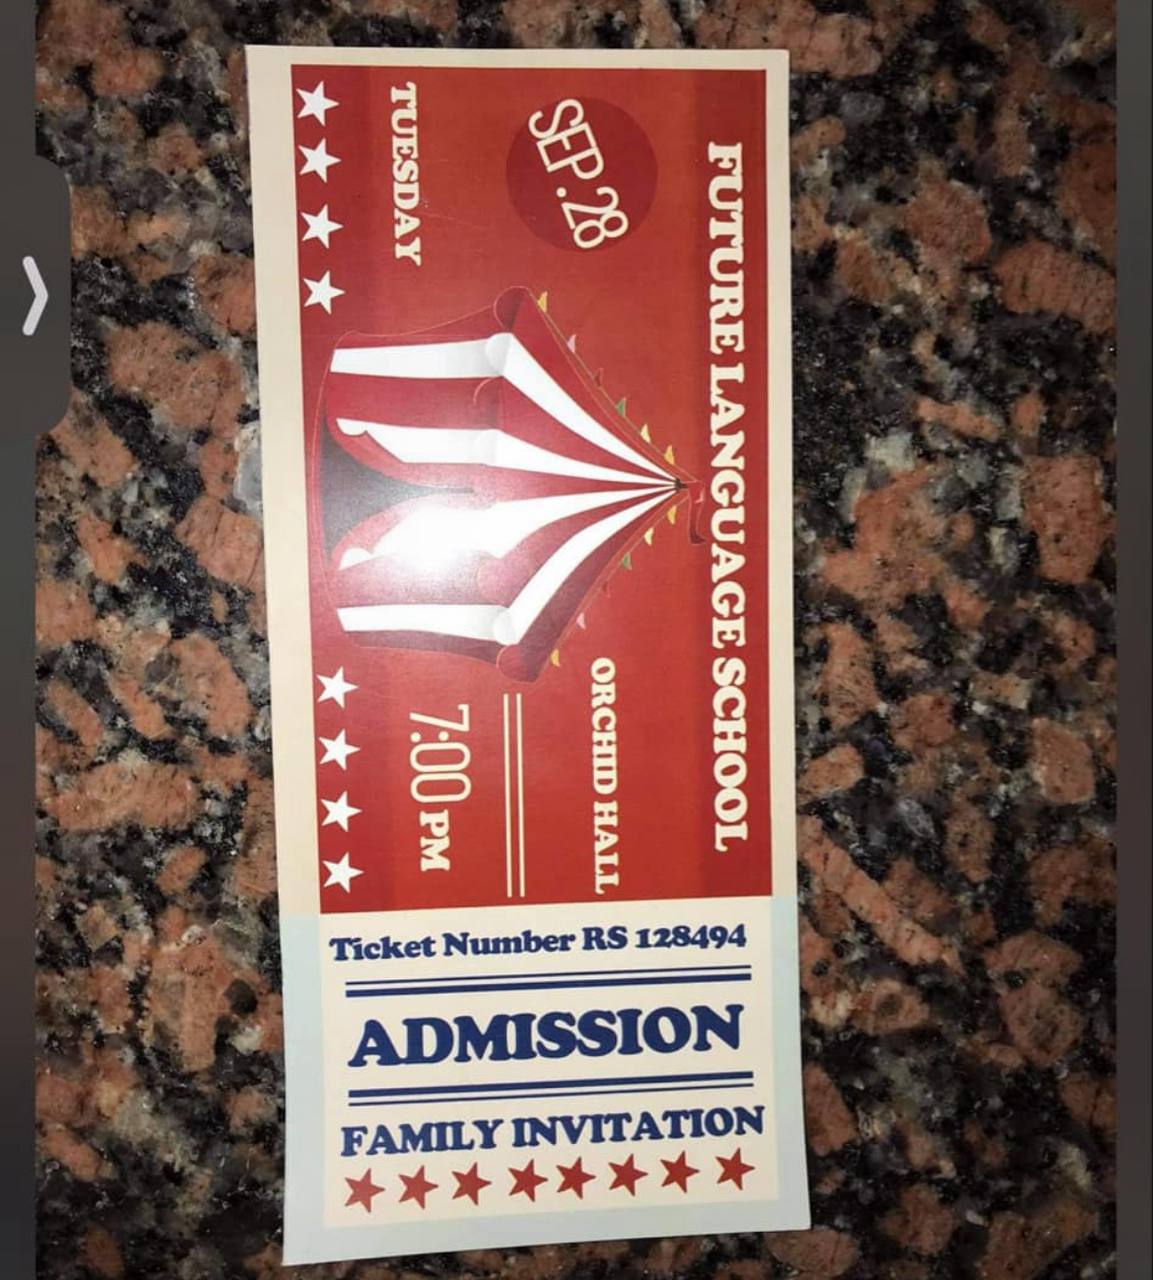 FUTURE LANGUAGE SCHOOL
SEP. 28
TUESDAY
ORCHID HALL
7:00 PM
Ticket Number RS 128494
ADMISSION
FAMILY INVITATION